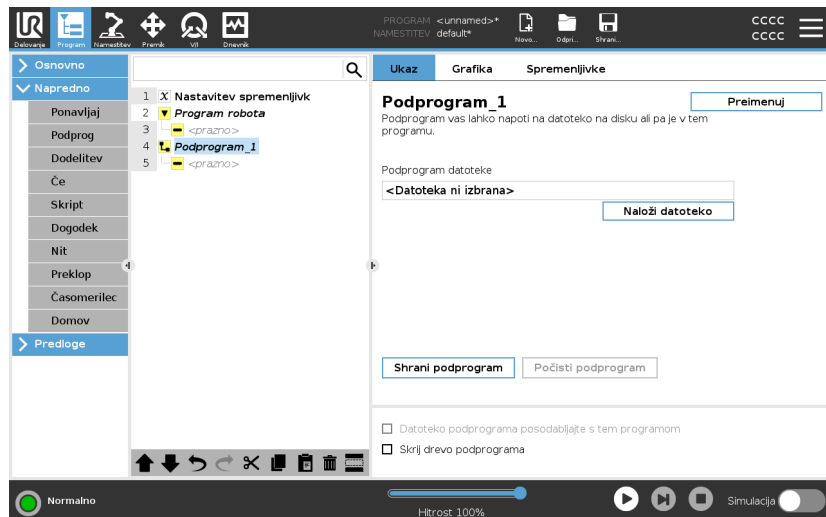 PROGRAM <unnamed>*
NAMESTITEV default*
CCCC
CCCC
Delovanje Program Namestitev Premik V/I Dnevnik Novo... Odpri... Shrani...
Osnovno
Napredno
Ponavljaj
Podprog
Dodelitev
Če
Skript
Dogodek
Nit
Preklop
Časomerilec
Domov
Predloge
1 X Nastavitev spremenljivk
2 Program robota
3 <prazno>
4 Podprogram_1
5 <prazno>
Ukaz Grafika Spremenljivke
Podprogram_1
Preimenuj
Podprogram vas lahko napoti na datoteko na disku ali pa je v tem
programu.
Podprogram datoteke
<Datoteka ni izbrana>
Naloži datoteko
Shrani podprogram Počisti podprogram
Datoteko podprograma posodabljajte s tem programom
Skrij drevo podprograma
Normalno
Hitrost 100%
Simulacija